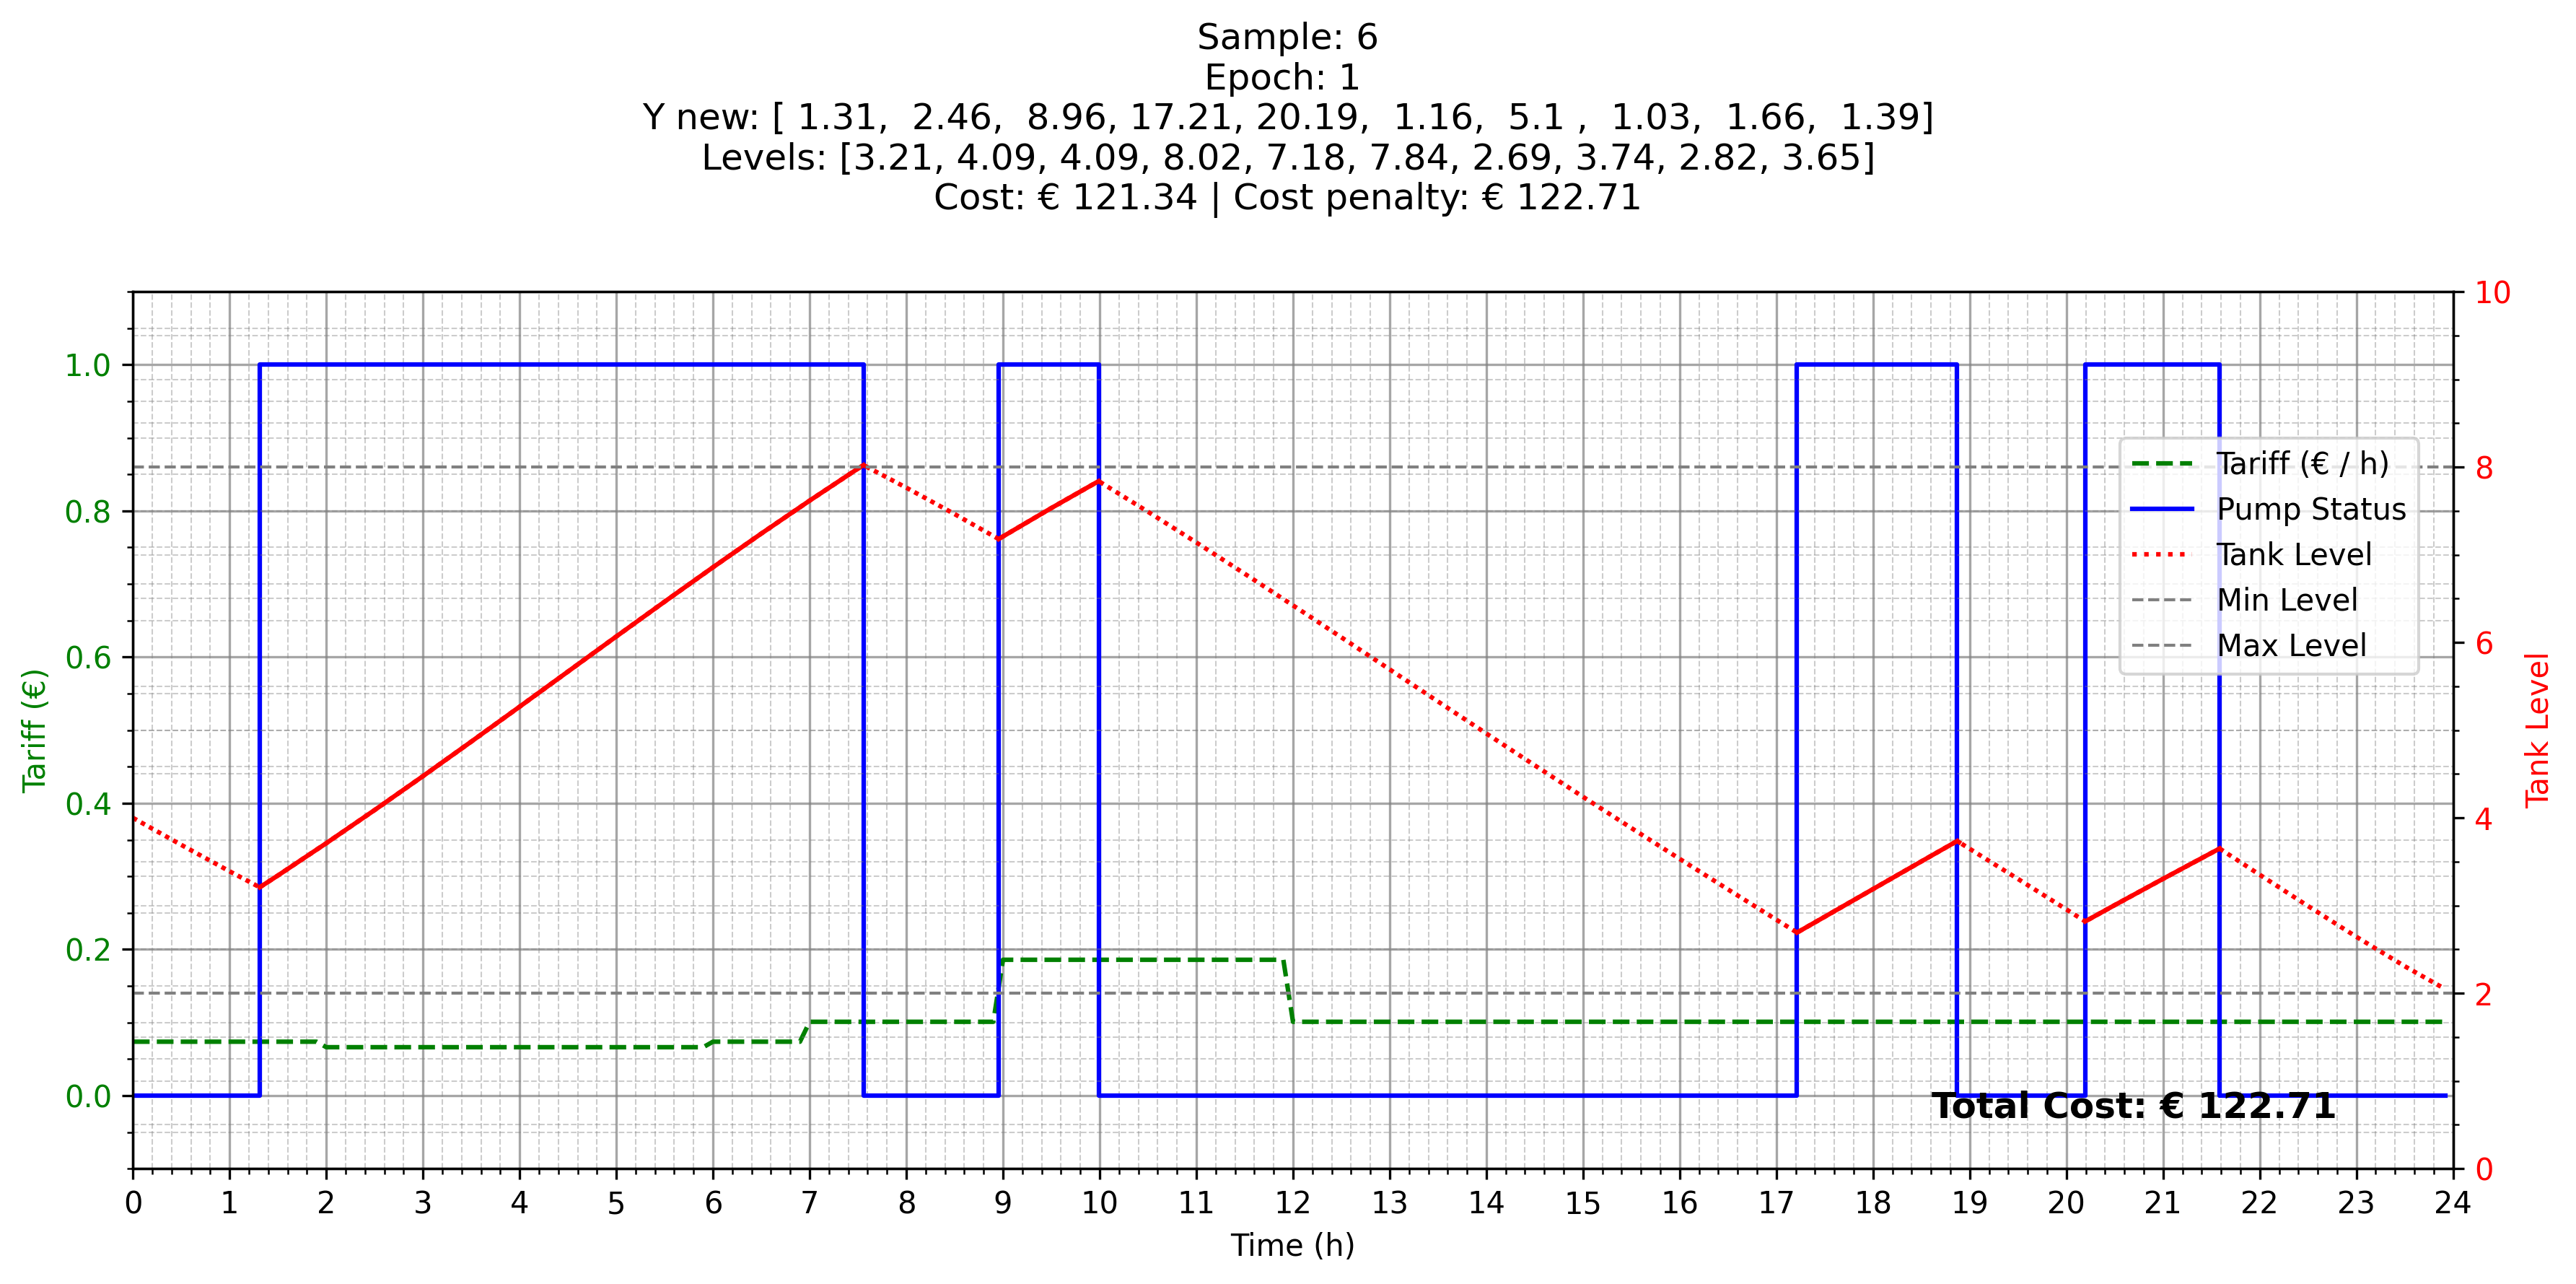 Sample: 6
Epoch: 1
Y new: [ 1.31,  2.46,  8.96, 17.21, 20.19,  1.16,  5.1 ,  1.03,  1.66,  1.39]
Levels: [3.21, 4.09, 4.09, 8.02, 7.18, 7.84, 2.69, 3.74, 2.82, 3.65]
Cost: € 121.34 | Cost penalty: € 122.71
1.0
0.8
0.6
0.4
0.2
0.0
Tariff (€)
10
8
6
4
2
0
Tank Level
Tariff (€ / h)
Pump Status
Tank Level
Min Level
Max Level
Total Cost: € 122.71
0 1 2 3 4 5 6 7 8 9 10 11 12 13 14 15 16 17 18 19 20 21 22 23 24
Time (h)